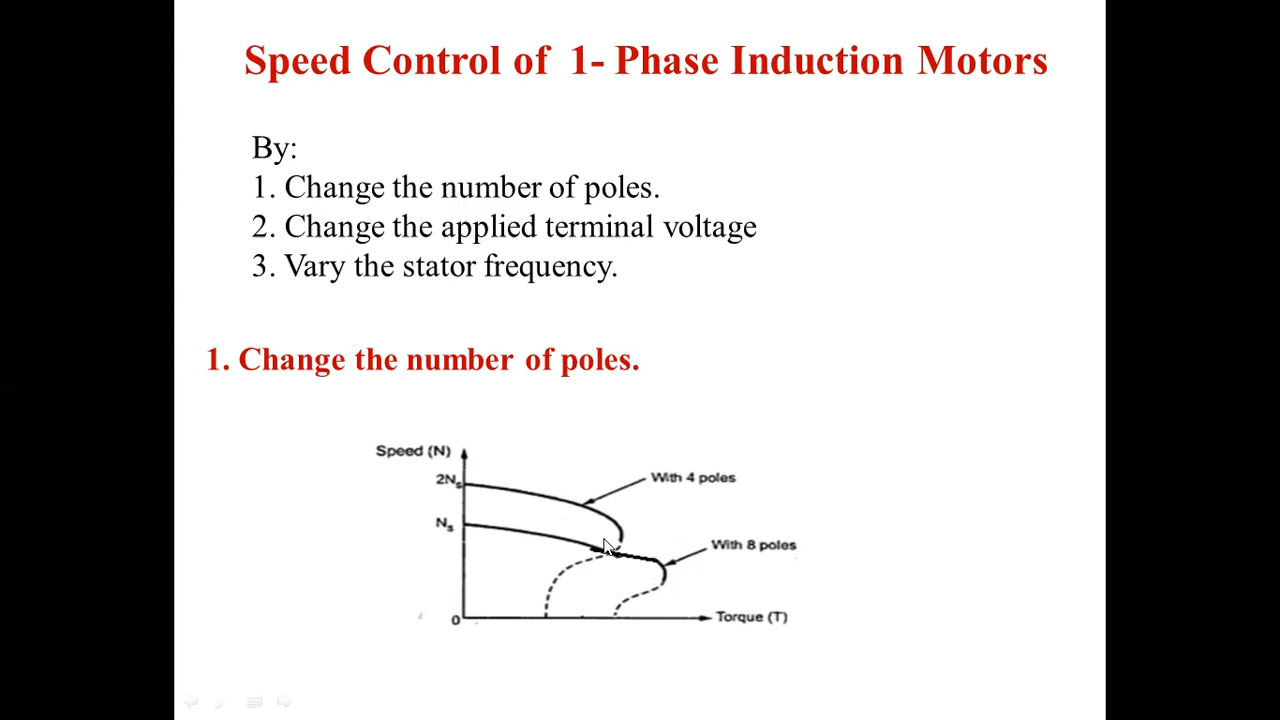 Speed Control of 1- Phase Induction Motors
By:
1. Change the number of poles.
2. Change the applied terminal voltage
3. Vary the stator frequency.
1. Change the number of poles.
Speed (N)
2Ns
With 4 poles
Ns
With 8 poles
0
Torque (T)